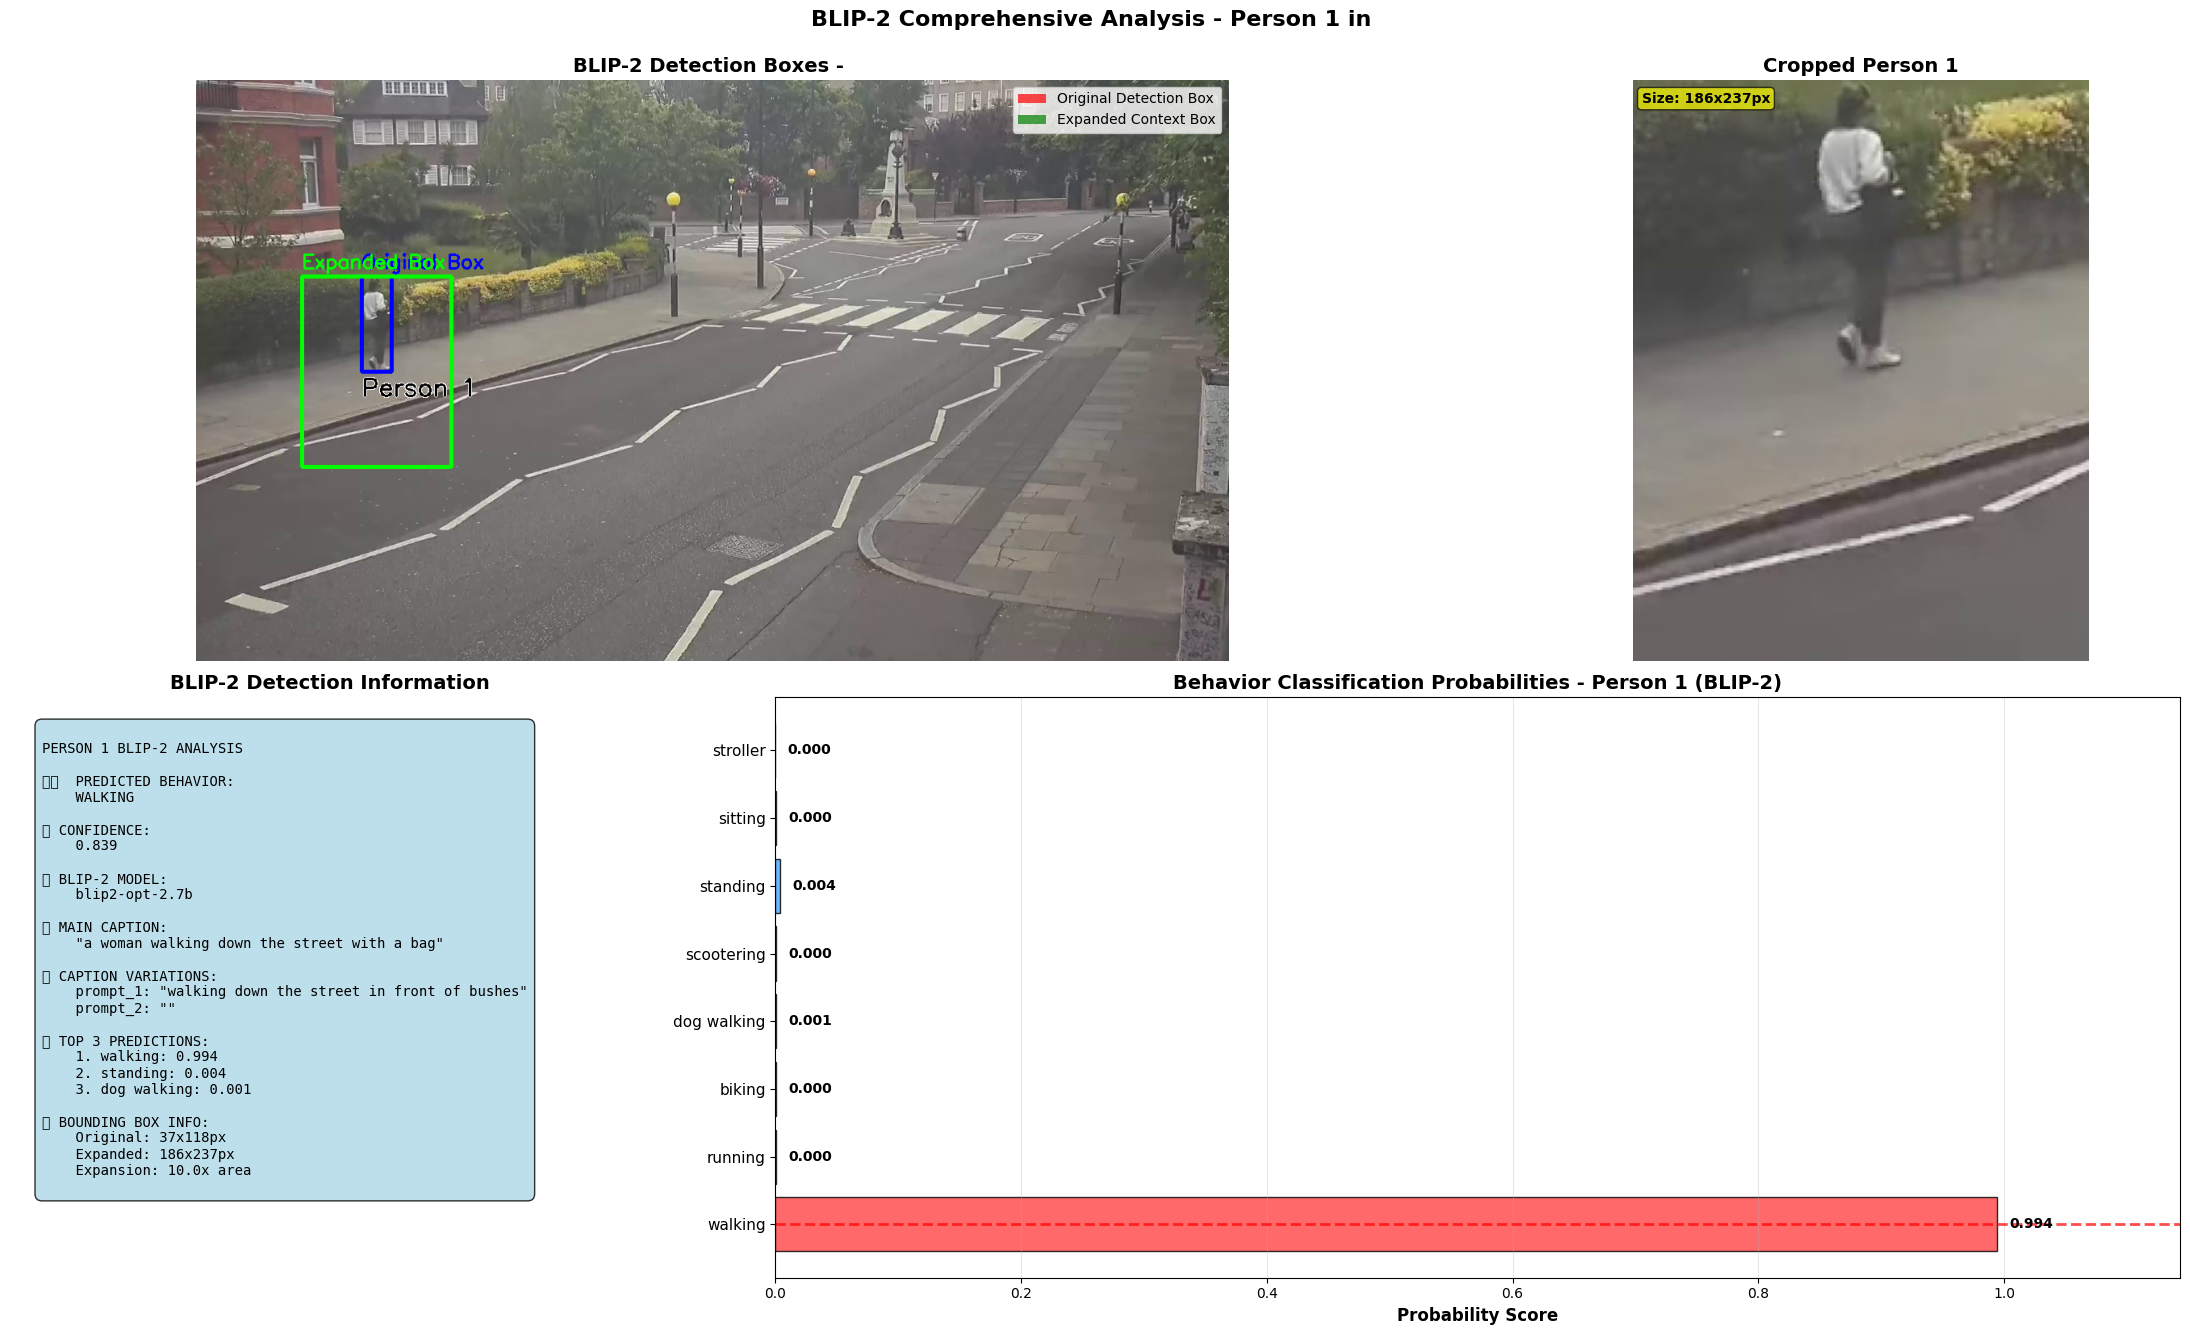 BLIP-2 Comprehensive Analysis - Person 1 in
BLIP-2 Detection Boxes -
Original Detection Box
Expanded Context Box
Expanded Box
Original Box
Person 1
Cropped Person 1
Size: 186x237px
BLIP-2 Detection Information
PERSON 1 BLIP-2 ANALYSIS
PREDICTED BEHAVIOR:
WALKING
CONFIDENCE:
0.839
BLIP-2 MODEL:
blip2-opt-2.7b
MAIN CAPTION:
"a woman walking down the street with a bag"
CAPTION VARIATIONS:
prompt_1: "walking down the street in front of bushes"
prompt_2: ""
TOP 3 PREDICTIONS:
1. walking: 0.994
2. standing: 0.004
3. dog walking: 0.001
BOUNDING BOX INFO:
Original: 37x118px
Expanded: 186x237px
Expansion: 10.0x area
Behavior Classification Probabilities - Person 1 (BLIP-2)
stroller 0.000
sitting 0.000
standing 0.004
scootering 0.000
dog walking 0.001
biking 0.000
running 0.000
walking 0.994
0.0 0.2 0.4 0.6 0.8 1.0
Probability Score